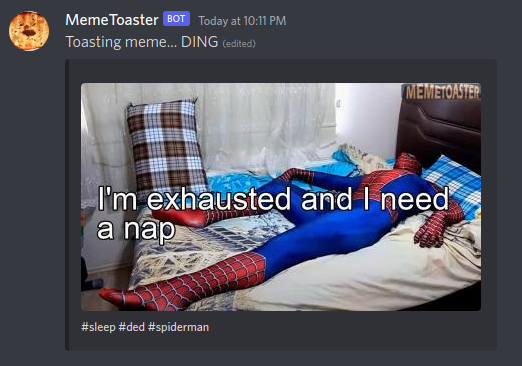 MemeToaster BOT Today at 10:11 PM
Toasting meme... DING (edited)
MEMETOASTER
I'm exhausted and I need
a nap
#sleep #ded #spiderman